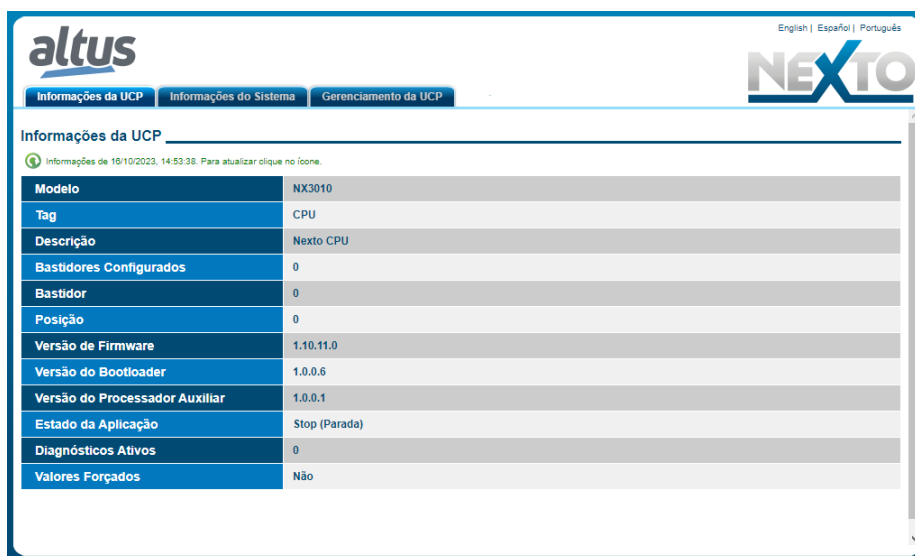 English | Español | Português
altus
NEXTO
Informações da UCP Informações do Sistema Gerenciamento da UCP
Informações da UCP
Informações de 16/10/2023, 14:53:38. Para atualizar clique no ícone.
Modelo NX3010
Tag CPU
Descrição Nexto CPU
Bastidores Configurados 0
Bastidor 0
Posição 0
Versão de Firmware 1.10.11.0
Versão do Bootloader 1.0.0.6
Versão do Processador Auxiliar 1.0.0.1
Estado da Aplicação Stop (Parada)
Diagnósticos Ativos 0
Valores Forçados Não